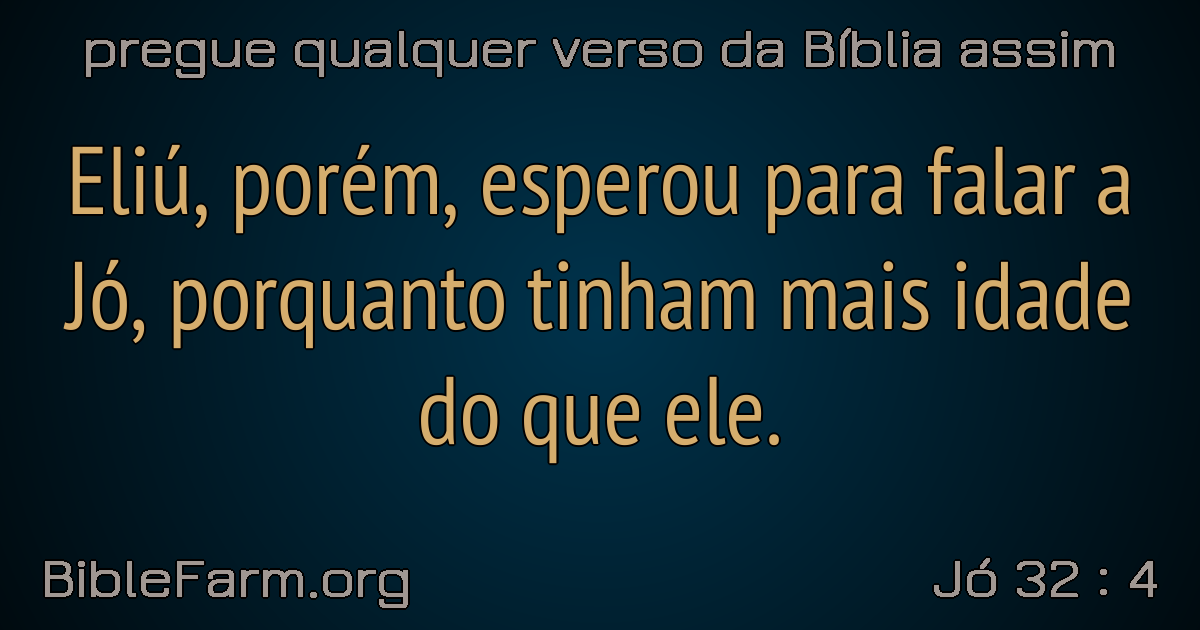 pregue qualquer verso da Bíblia assim
Eliú, porém, esperou para falar a
Jó, porquanto tinham mais idade
do que ele.
BibleFarm.org
Jó 32 : 4